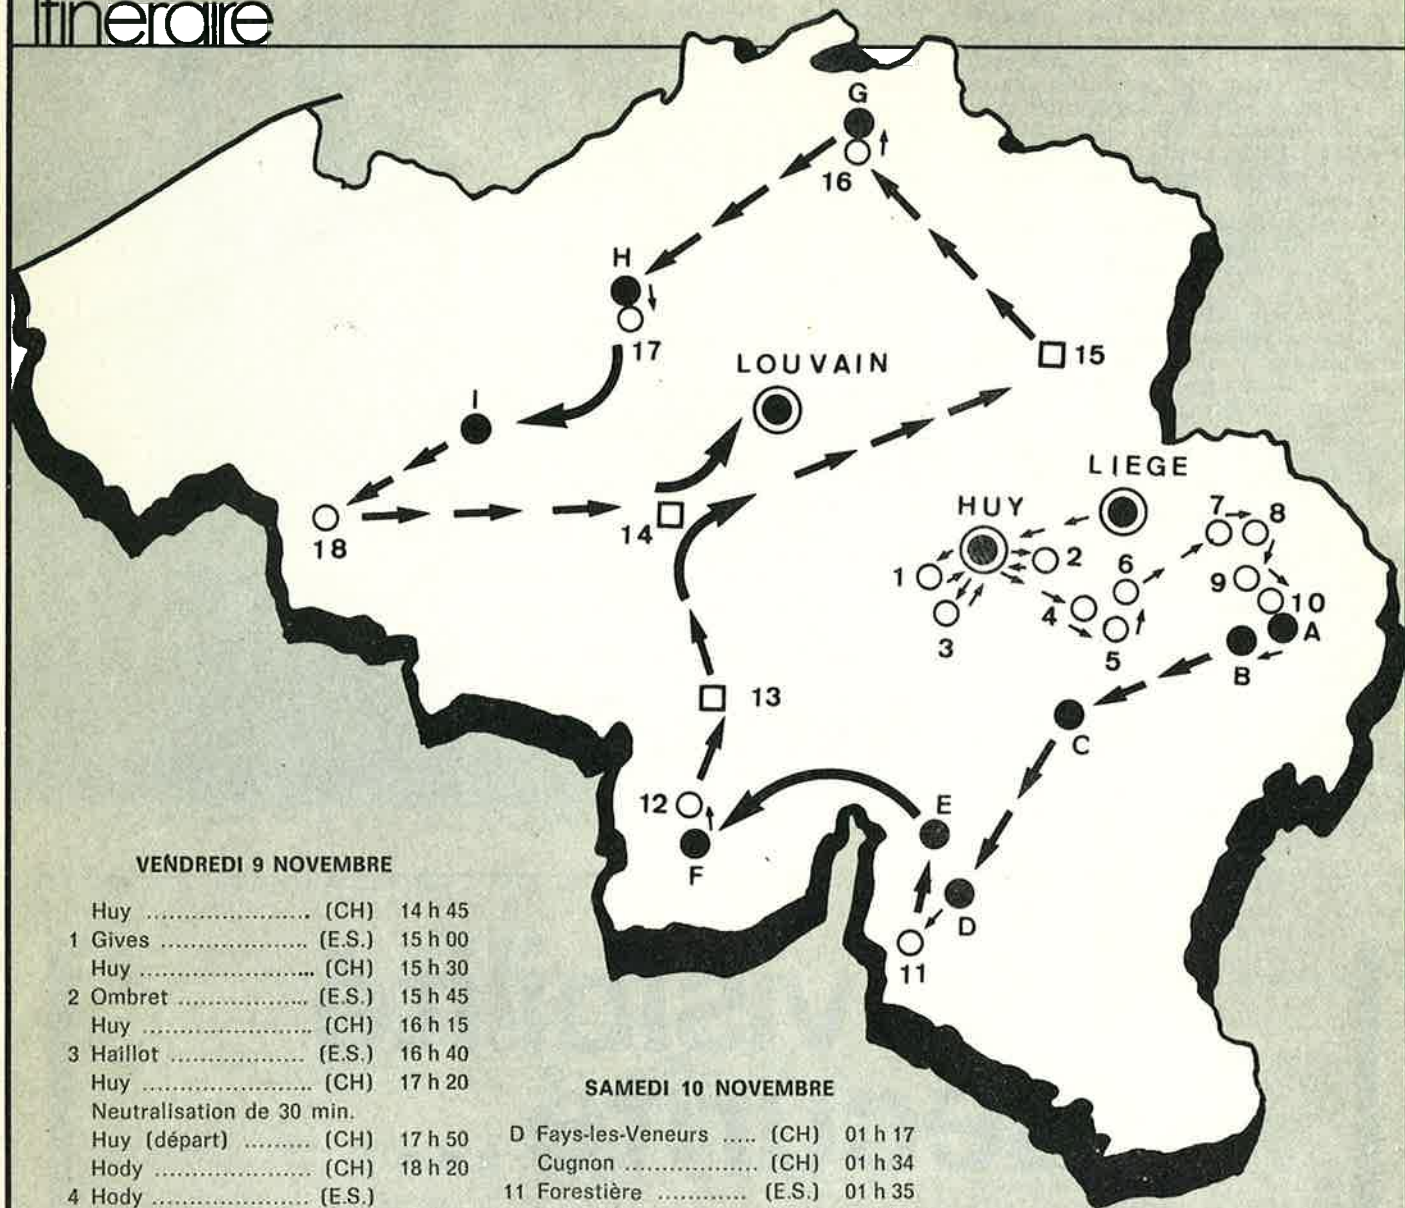 Itineraire
G
16
H
17
LOUVAIN
15
I
LIEGE
HUY
7
8
14
18
1
2
6
9
10
4
3
5
A
B
13
C
12
E
F
D
11
VENDREDI 9 NOVEMBRE
Huy ...................... (CH) 14 h 45
1 Gives .................... (E.S.) 15 h 00
Huy ....................... (CH) 15 h 30
2 Ombret .................. (E.S.) 15 h 45
Huy ....................... (CH) 16 h 15
3 Haillot .................. (E.S.) 16 h 40
Huy ....................... (CH) 17 h 20
Neutralisation de 30 min.
Huy (départ) ......... (CH) 17 h 50
Hody ..................... (CH) 18 h 20
4 Hody ..................... (E.S.)
SAMEDI 10 NOVEMBRE
D Fays-les-Veneurs ..... (CH) 01 h 17
Cugnon .................. (CH) 01 h 34
11 Forestière ............ (E.S.) 01 h 35